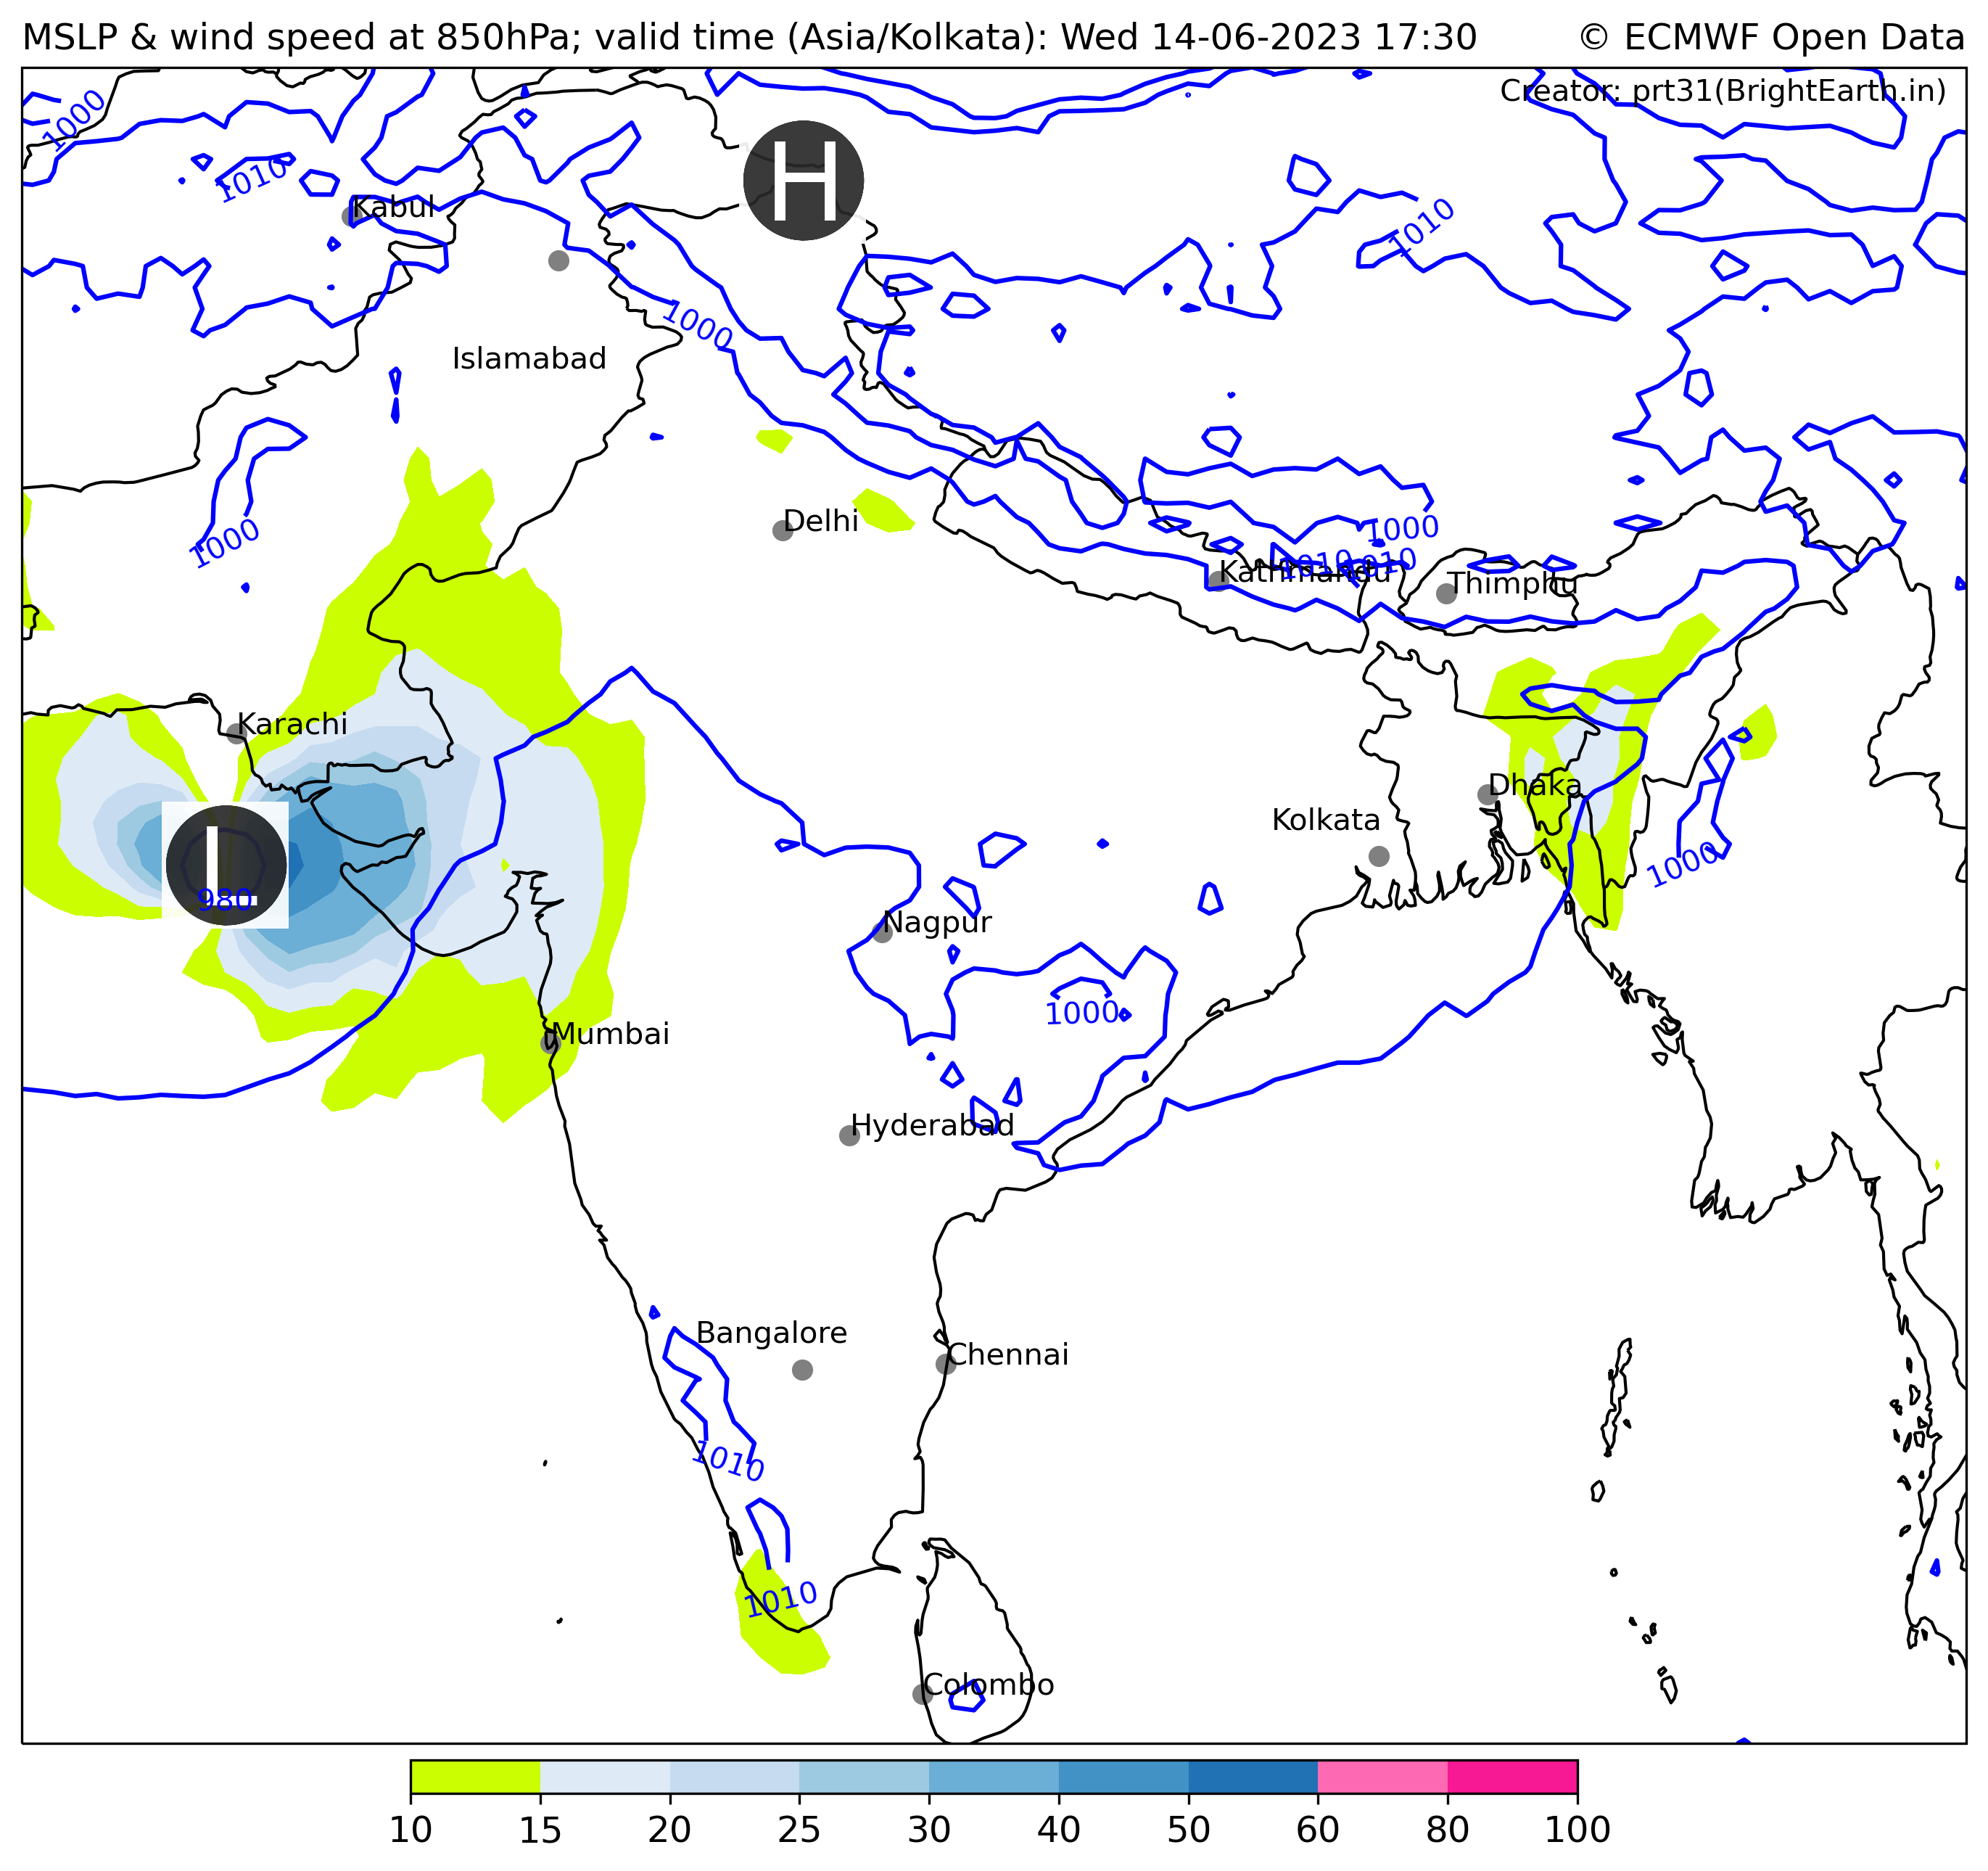 MSLP & wind speed at 850hPa; valid time (Asia/Kolkata): Wed 14-06-2023 17:30 © ECMWF Open Data
Creator: prt31(BrightEarth.in)
1000
H
1010
Kabul
1010
1000
Islamabad
1000
Delhi
1000
1010
1010
Kathmandu
Thimphu
Karachi
Dhaka
Kolkata
1000
L
980
Nagpur
1000
Mumbai
Hyderabad
Bangalore
Chennai
1010
1010
Colombo
10 15 20 25 30 40 50 60 80 100